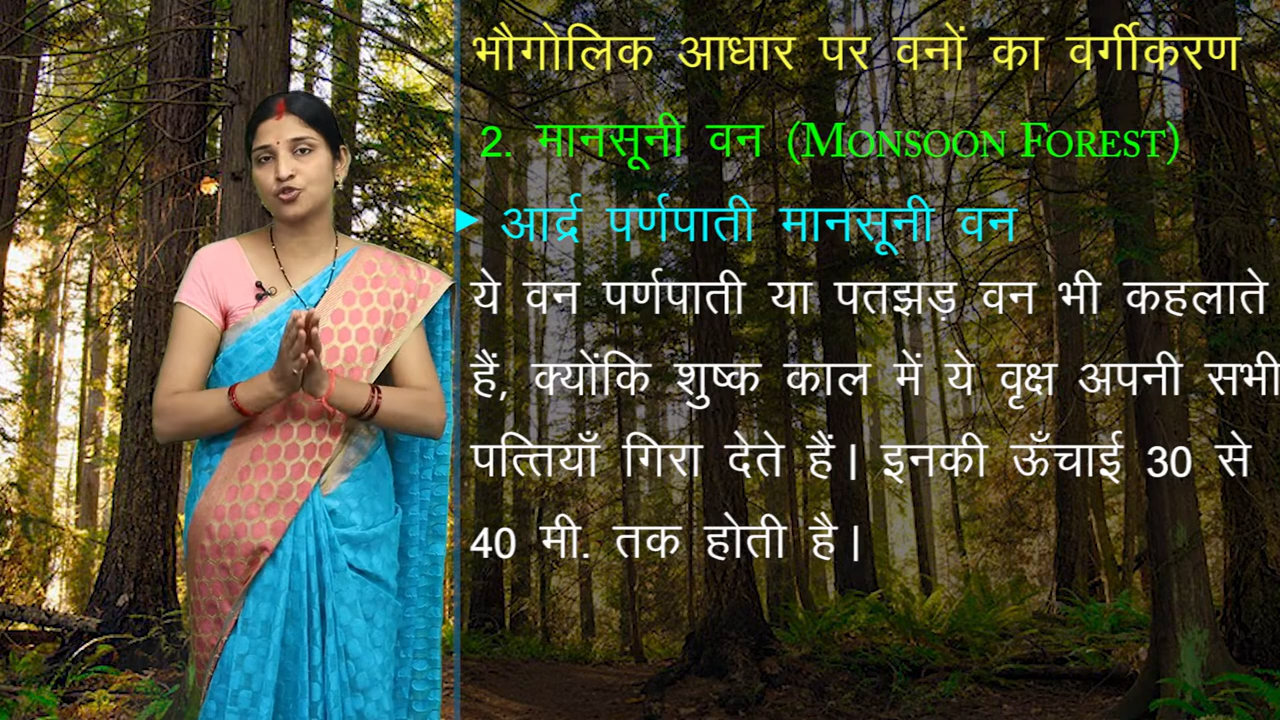 भौगोलिक आधार पर वनों का वर्गीकरण
2. मानसूनी वन (MONSOON FOREST)
आर्द्र पर्णपाती मानसूनी वन
ये वन पर्णपाती या पतझड़ वन भी कहलाते
हैं, क्योंकि शुष्क काल में ये वृक्ष अपनी सभी
पत्तियाँ गिरा देते हैं। इनकी ऊँचाई 30 से
40 मी. तक होती है।